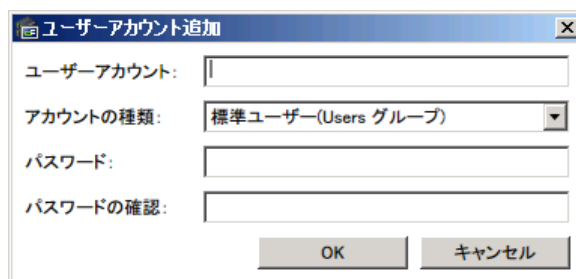 ユーザーアカウント追加
ユーザーアカウント:
アカウントの種類: 標準ユーザー(Users グループ)
パスワード:
パスワードの確認:
OK キャンセル